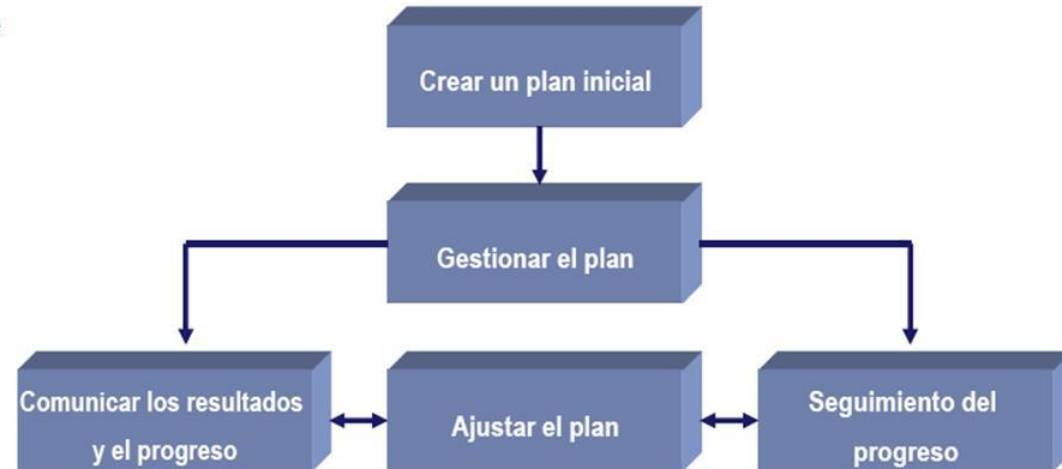 Crear un plan inicial
Gestionar el plan
Comunicar los resultados
y el progreso
Ajustar el plan
Seguimiento del
progreso